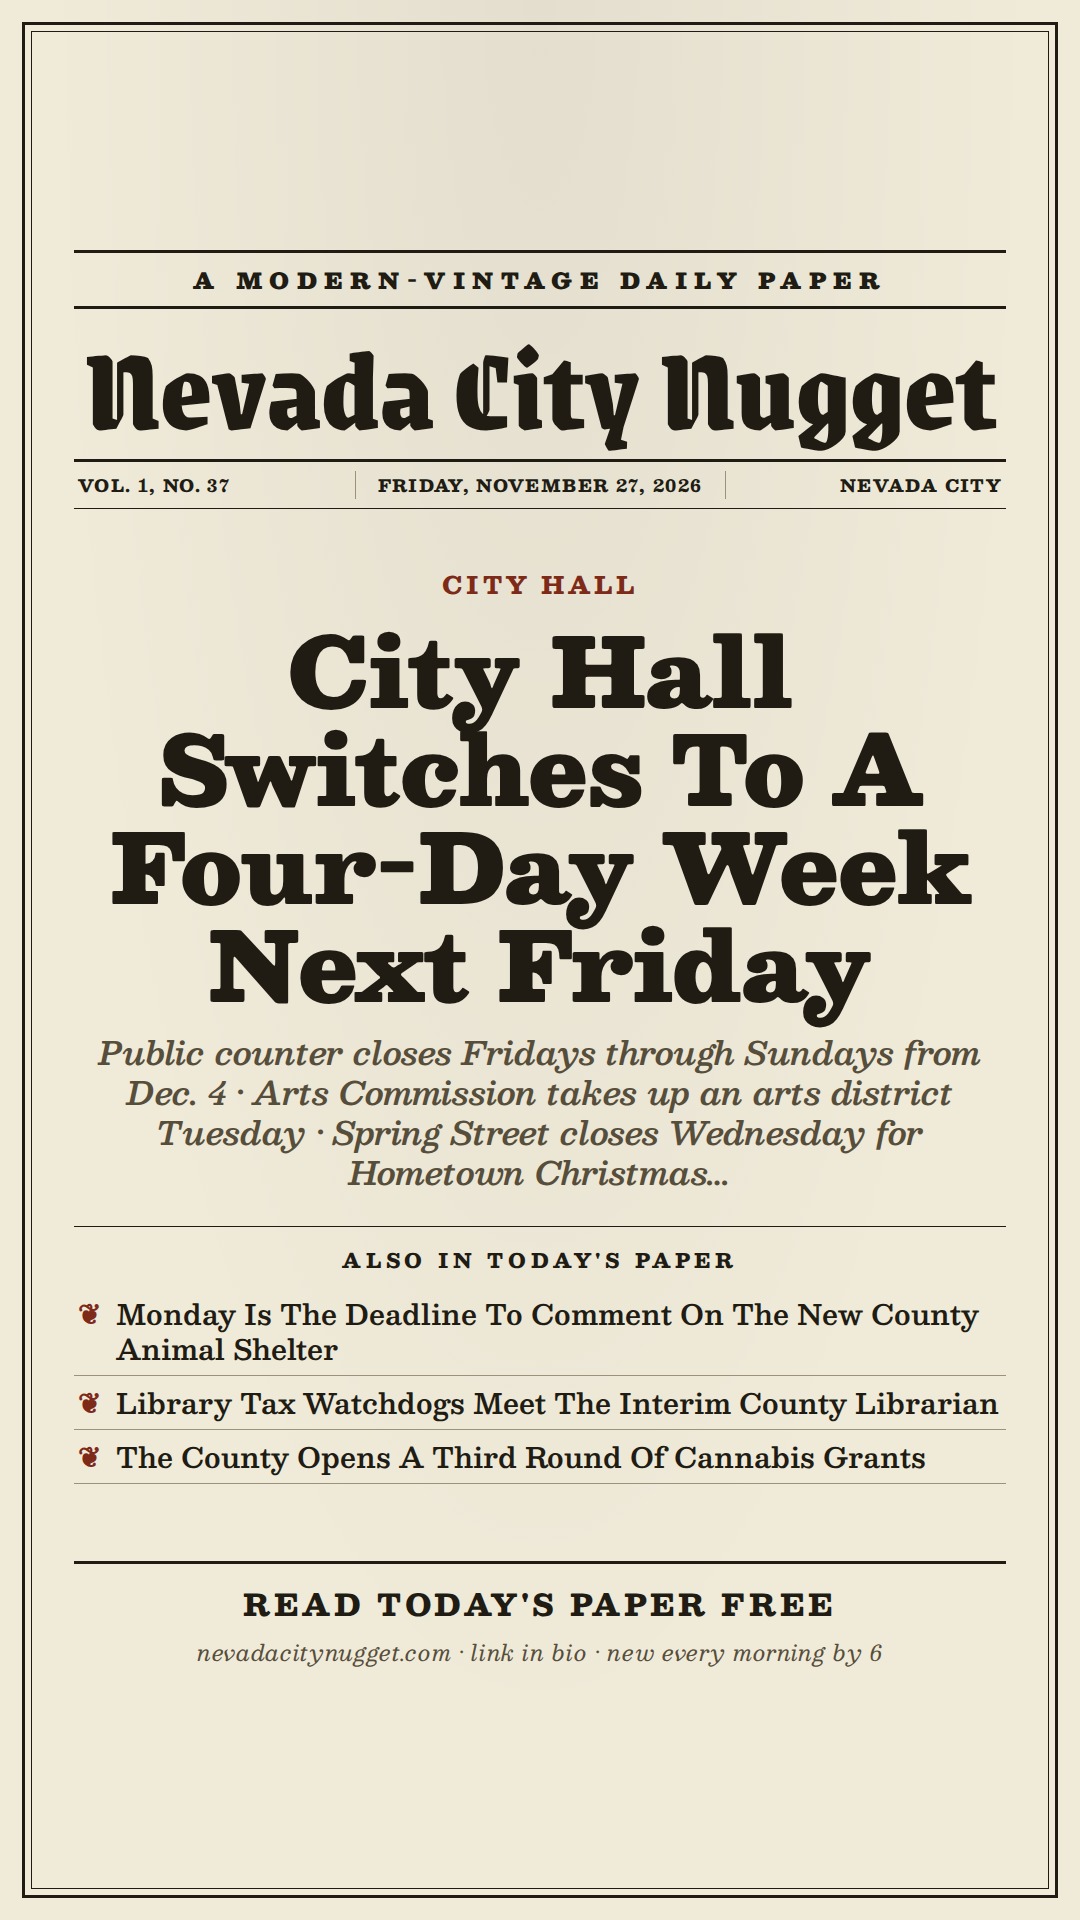 A MODERN-VINTAGE DAILY PAPER
Nevada City Nugget
VOL. 1, NO. 37
FRIDAY, NOVEMBER 27, 2026
NEVADA CITY
CITY HALL
City Hall
Switches To A
Four-Day Week
Next Friday
Public counter closes Fridays through Sundays from
Dec. 4 · Arts Commission takes up an arts district
Tuesday · Spring Street closes Wednesday for
Hometown Christmas…
ALSO IN TODAY'S PAPER
❦ Monday Is The Deadline To Comment On The New County
Animal Shelter
❦ Library Tax Watchdogs Meet The Interim County Librarian
❦ The County Opens A Third Round Of Cannabis Grants
READ TODAY'S PAPER FREE
nevadacitynugget.com · link in bio · new every morning by 6